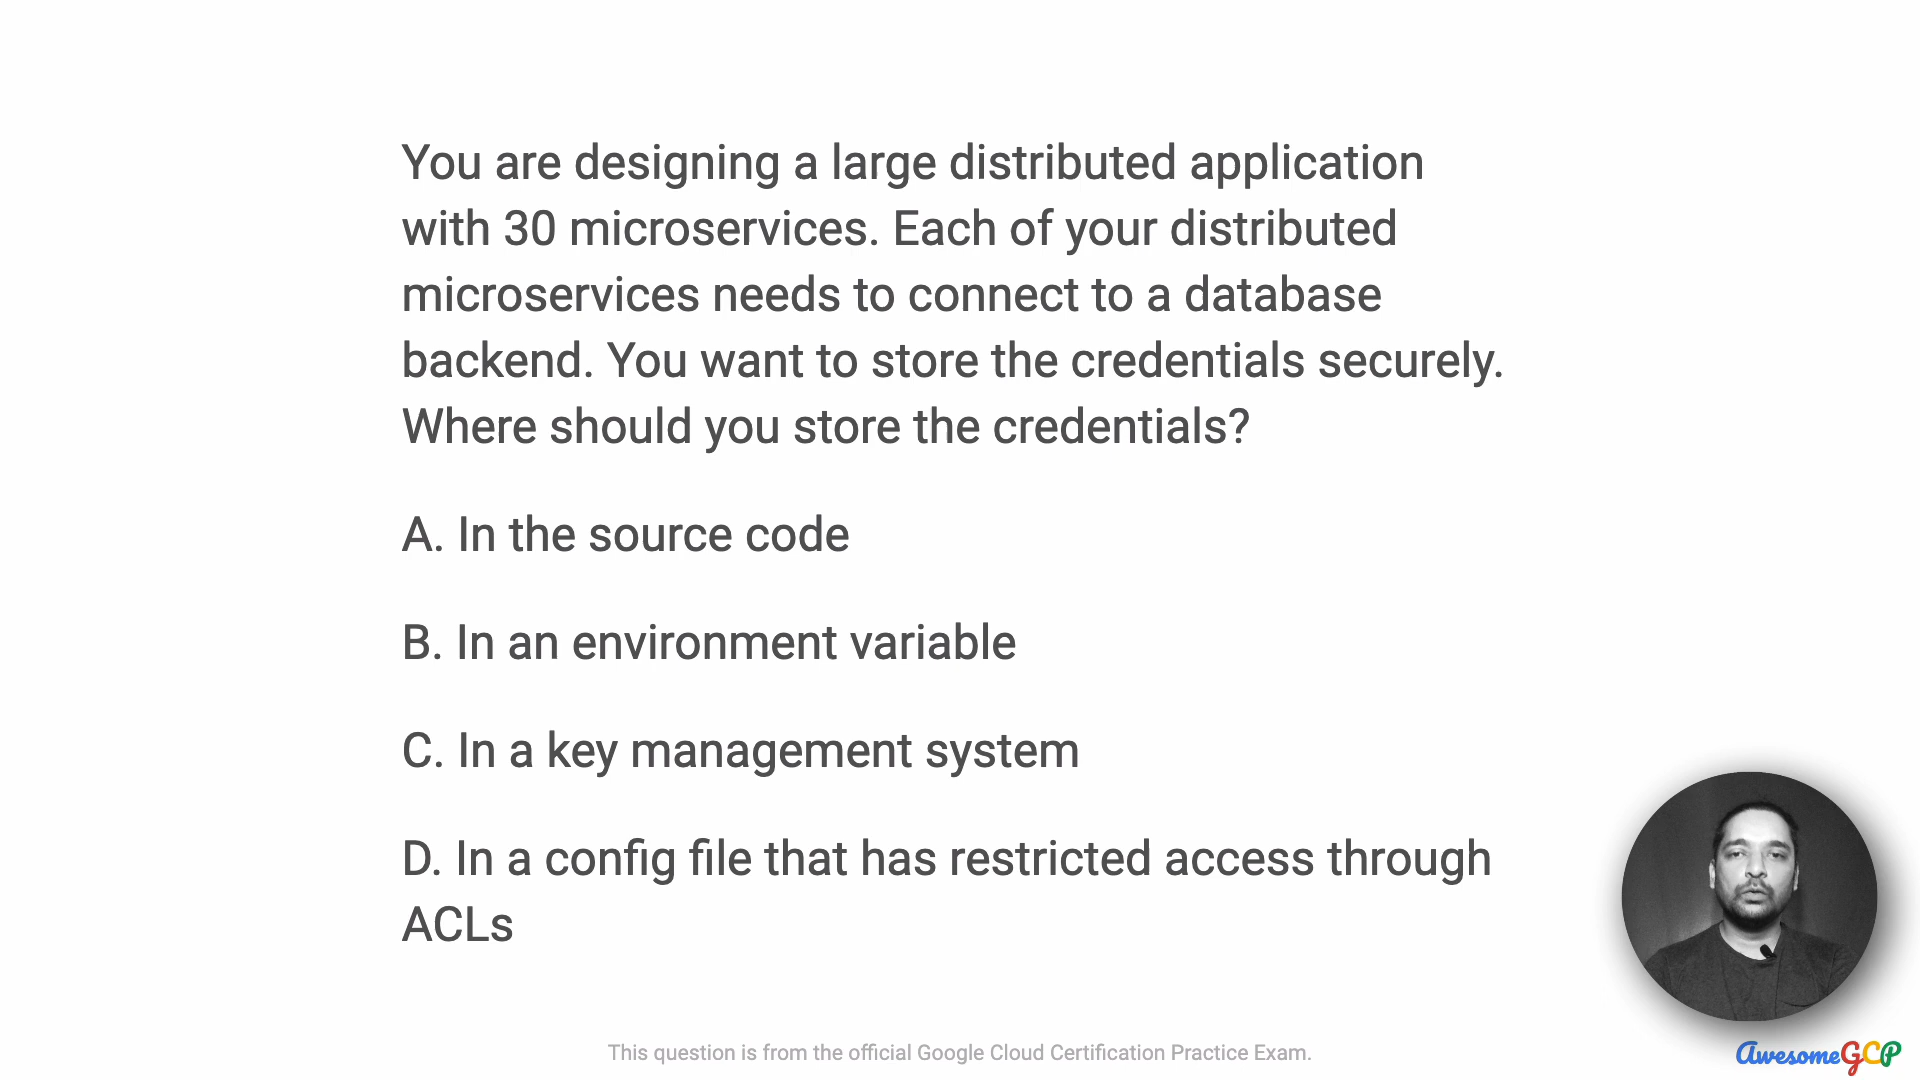 You are designing a large distributed application
with 30 microservices. Each of your distributed
microservices needs to connect to a database
backend. You want to store the credentials securely.
Where should you store the credentials?
A. In the source code
B. In an environment variable
C. In a key management system
D. In a config file that has restricted access through
ACLs
This question is from the official Google Cloud Certification Practice Exam.
AwesomeGCP